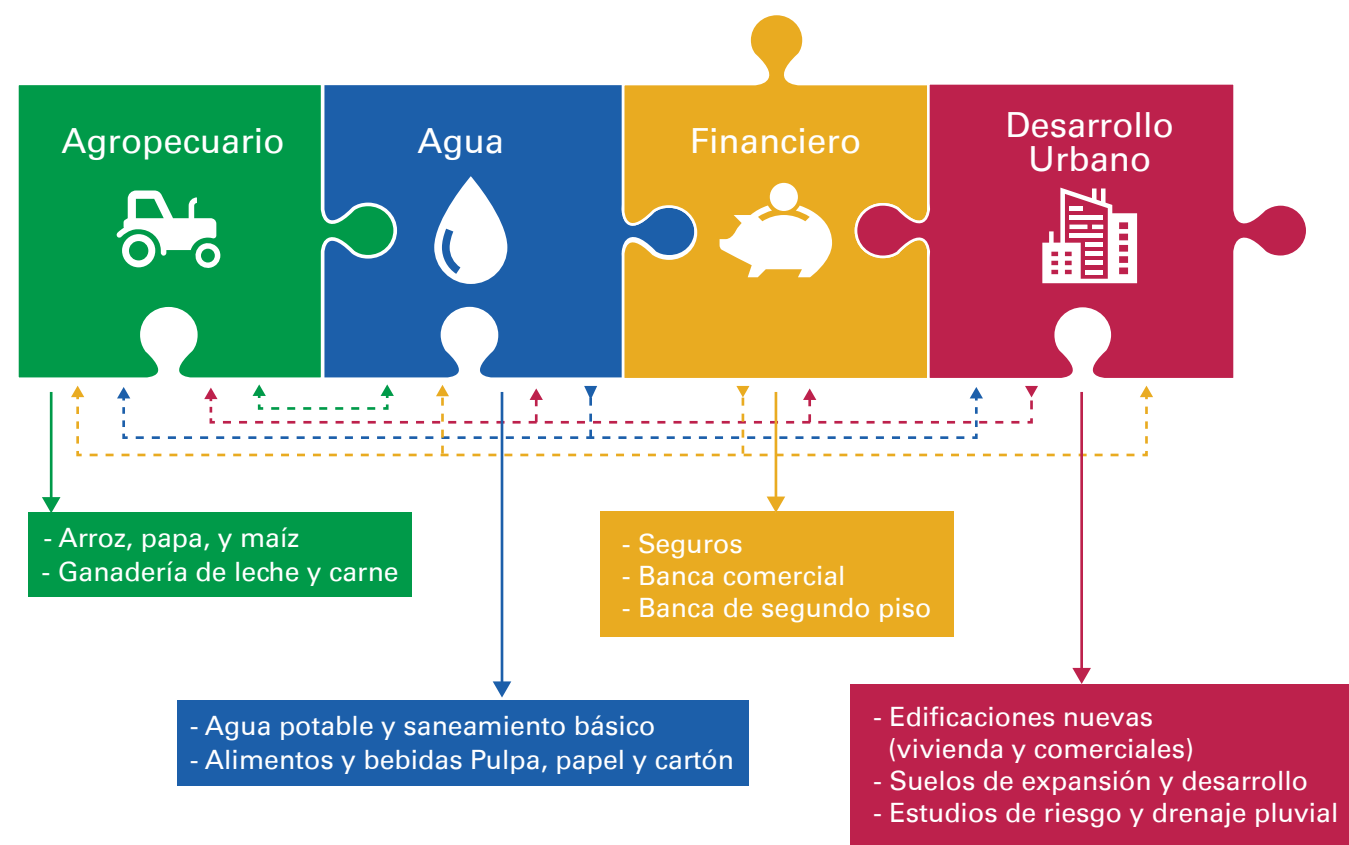 Agropecuario
Agua
Financiero
Desarrollo
Urbano
- Arroz, papa, y maíz
- Ganadería de leche y carne
- Seguros
- Banca comercial
- Banca de segundo piso
- Agua potable y saneamiento básico
- Alimentos y bebidas Pulpa, papel y cartón
- Edificaciones nuevas
(vivienda y comerciales)
- Suelos de expansión y desarrollo
- Estudios de riesgo y drenaje pluvial